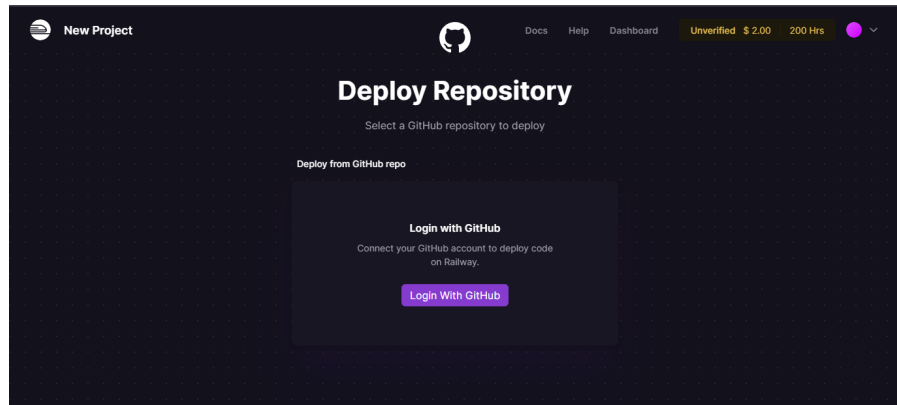 New Project
Docs Help Dashboard Unverified $ 2.00 200 Hrs
Deploy Repository
Select a GitHub repository to deploy
Deploy from GitHub repo
Login with GitHub
Connect your GitHub account to deploy code
on Railway.
Login With GitHub